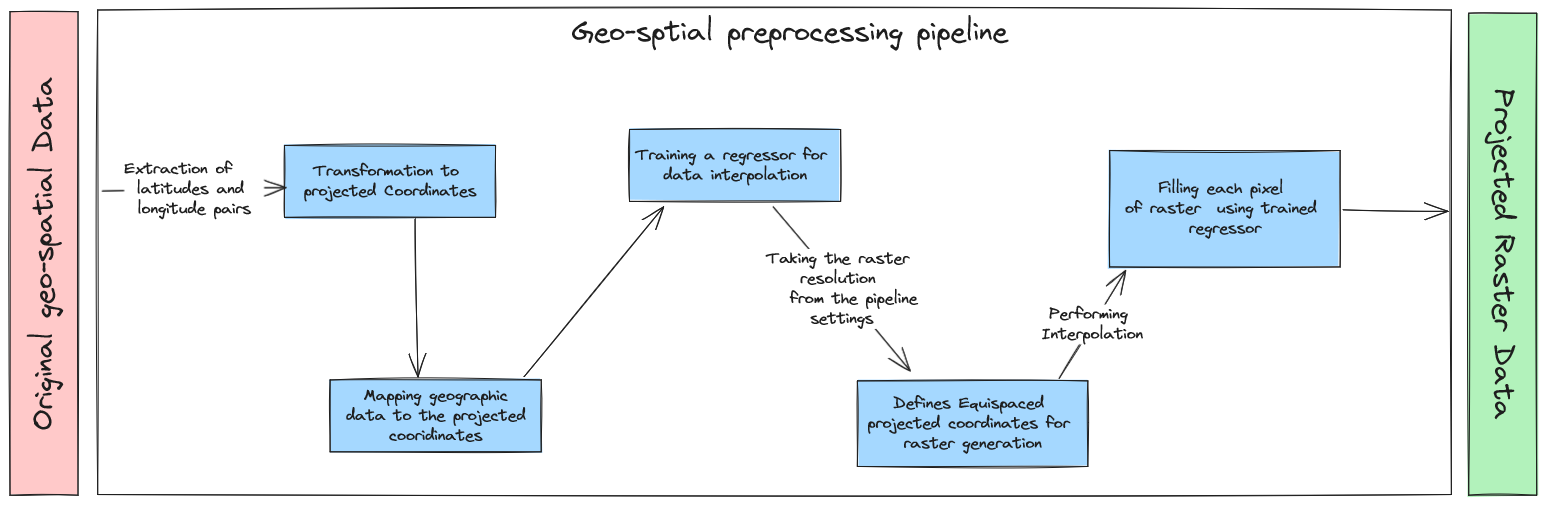 Geo-sptial preprocessing pipeline
Original geo-spatial Data
Extraction of
latitudes and
longitude pairs
Transformation to
projected Coordinates
Mapping geographic
data to the projected
cooridinates
Training a regressor for
data interpolation
Taking the raster
resolution
from the pipeline
settings
Defines Equispaced
projected coordinates for
raster generation
Performing
Interpolation
Filling each pixel
of raster using trained
regressor
Projected Raster Data